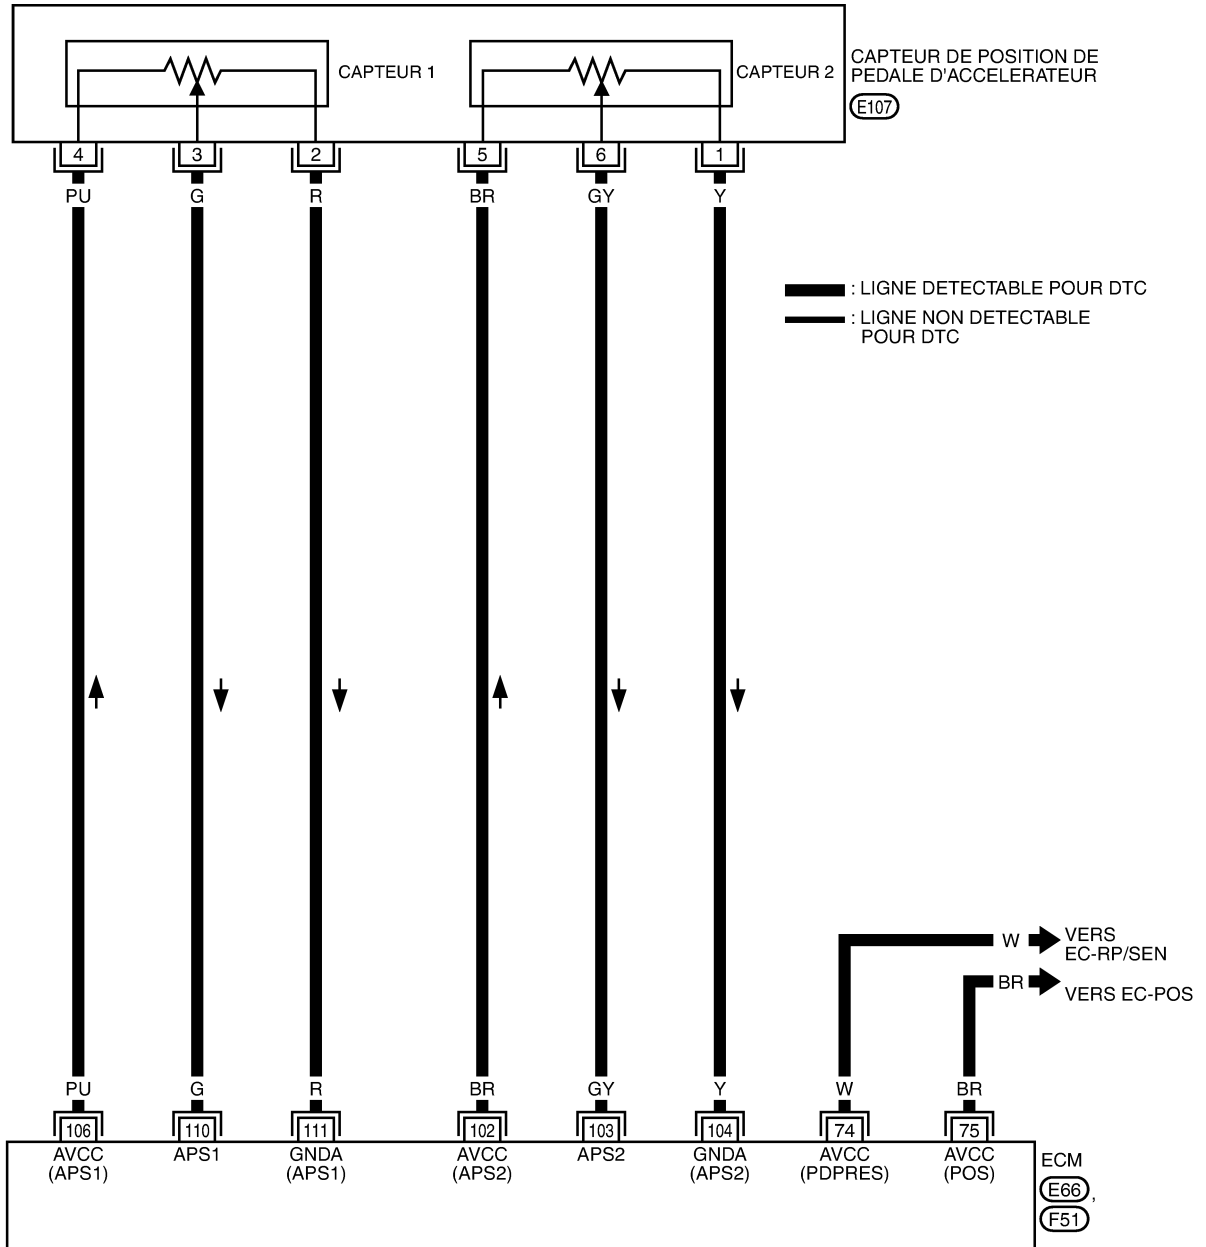 CAPTEUR 1
CAPTEUR 2
CAPTEUR DE POSITION DE
PEDALE D'ACCELERATEUR
E107
4 3 2 5 6 1
PU G R BR GY Y
: LIGNE DETECTABLE POUR DTC
: LIGNE NON DETECTABLE
POUR DTC
W VERS
EC-RP/SEN
BR VERS EC-POS
PU G R BR GY Y W BR
106 110 111 102 103 104 74 75
AVCC APS1 GNDA AVCC APS2 GNDA AVCC AVCC
(APS1) (APS1) (APS2) (APS2) (PDPRES) (POS)
ECM
E66 ,
F51